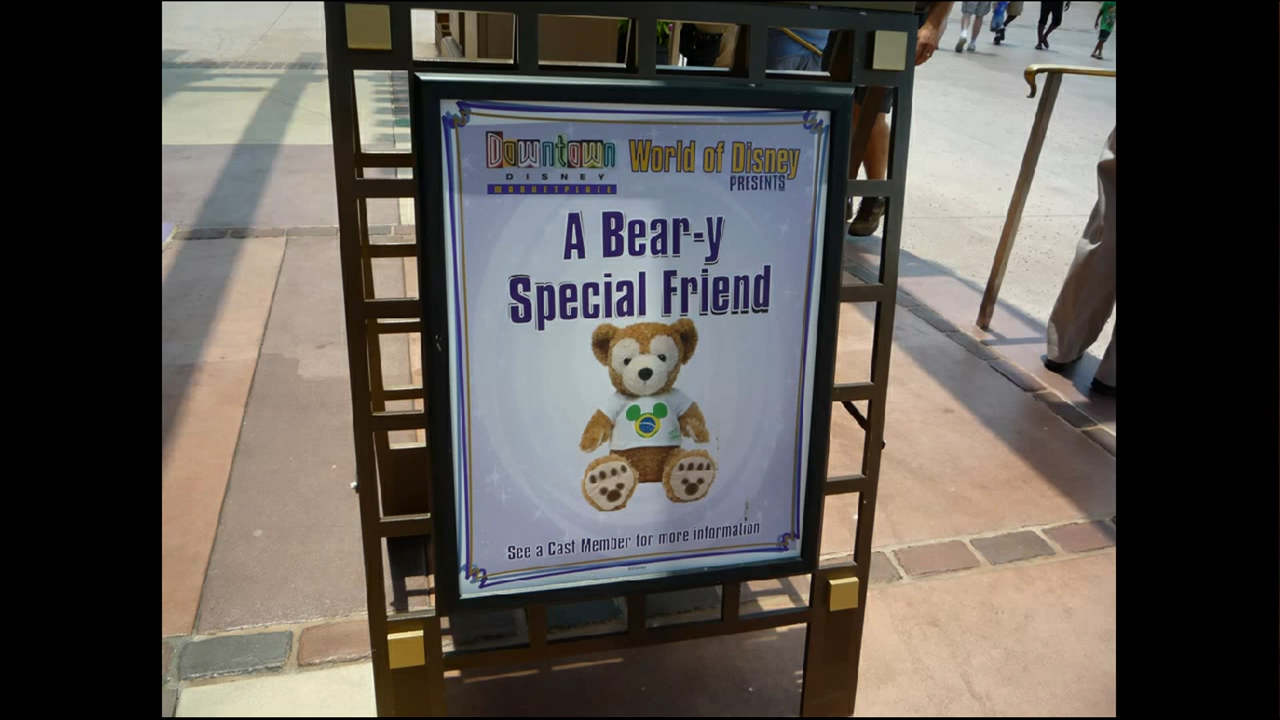 Downtown
DISNEY
MARKETPLACE
World of Disney
PRESENTS
A Bear-y
Special Friend
See a Cast Member for more information